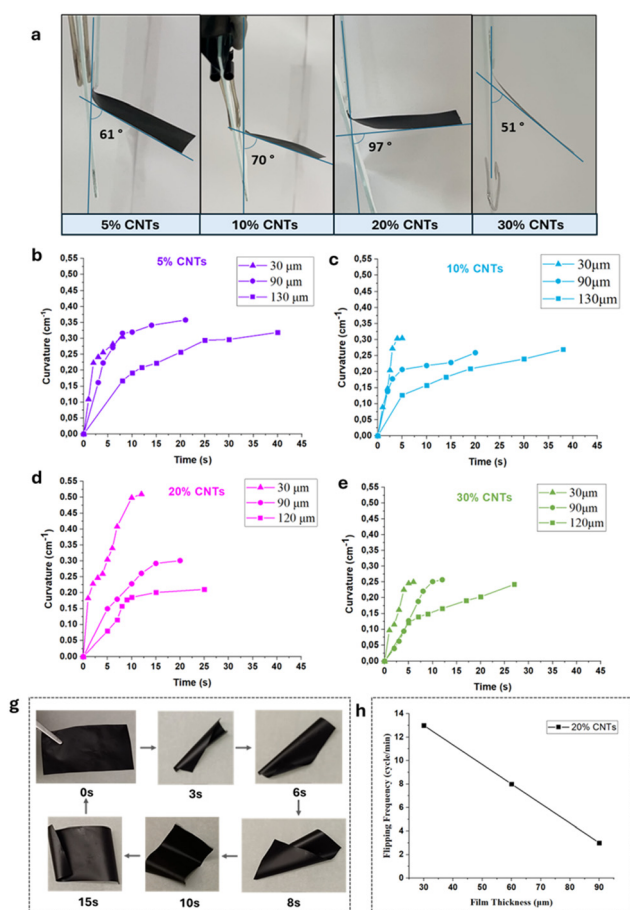 a
61°
70°
97°
51°
5% CNTs
10% CNTs
20% CNTs
30% CNTs
b
5% CNTs
30 µm
90 µm
130 µm
0,55
0,50
0,45
0,40
0,35
0,30
0,25
0,20
0,15
0,10
0,05
0,00
Curvature (cm⁻¹)
0 5 10 15 20 25 30 35 40 45
Time (s)
c
10% CNTs
30µm
90µm
130µm
0,55
0,50
0,45
0,40
0,35
0,30
0,25
0,20
0,15
0,10
0,05
0,00
Curvature (cm⁻¹)
0 5 10 15 20 25 30 35 40 45
Time (s)
d
20% CNTs
30 µm
90 µm
120 µm
0,55
0,50
0,45
0,40
0,35
0,30
0,25
0,20
0,15
0,10
0,05
0,00
Curvature (cm⁻¹)
0 5 10 15 20 25 30 35 40 45
Time (s)
e
30% CNTs
30µm
90µm
120µm
0,55
0,50
0,45
0,40
0,35
0,30
0,25
0,20
0,15
0,10
0,05
0,00
Curvature (cm⁻¹)
0 5 10 15 20 25 30 35 40 45
Time (s)
g
0s
3s
6s
15s
10s
8s
h
20% CNTs
14
12
10
8
6
4
2
0
Flipping Frequency (cycle/min)
30 40 50 60 70 80 90
Film Thickness (µm)